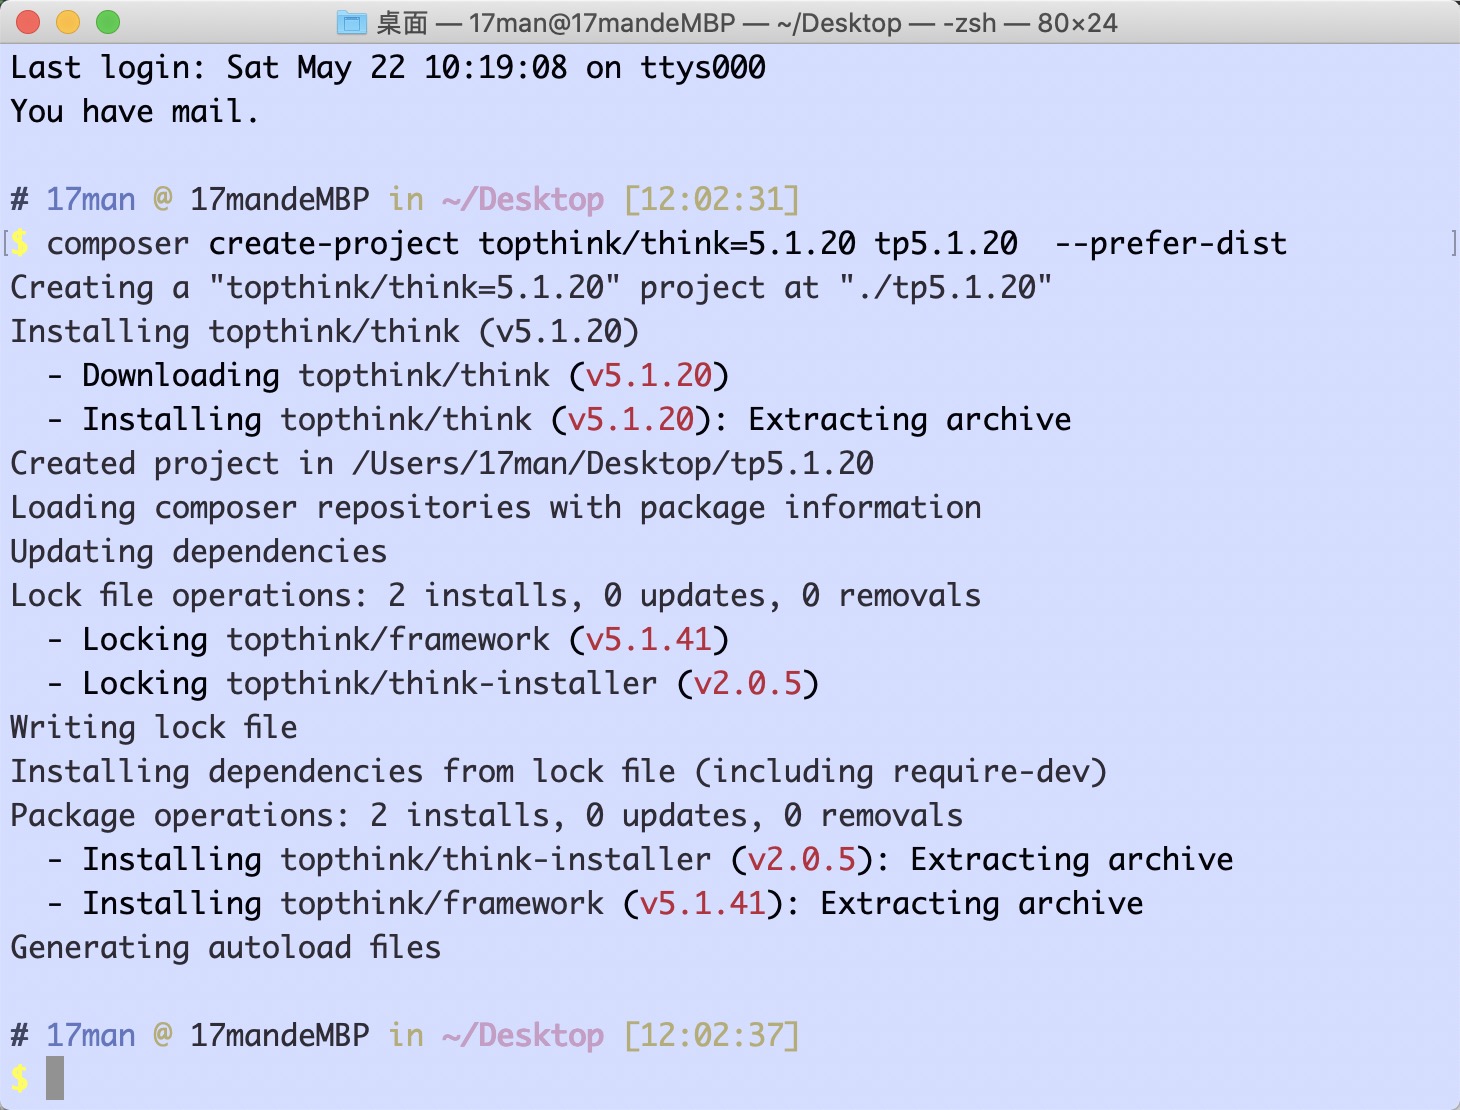 桌面 — 17man@17mandeMBP — ~/Desktop — -zsh — 80×24
Last login: Sat May 22 10:19:08 on ttys000
You have mail.
# 17man @ 17mandeMBP in ~/Desktop [12:02:31]
[$ composer create-project topthink/think=5.1.20 tp5.1.20  --prefer-dist ]
Creating a "topthink/think=5.1.20" project at "./tp5.1.20"
Installing topthink/think (v5.1.20)
  - Downloading topthink/think (v5.1.20)
  - Installing topthink/think (v5.1.20): Extracting archive
Created project in /Users/17man/Desktop/tp5.1.20
Loading composer repositories with package information
Updating dependencies
Lock file operations: 2 installs, 0 updates, 0 removals
  - Locking topthink/framework (v5.1.41)
  - Locking topthink/think-installer (v2.0.5)
Writing lock file
Installing dependencies from lock file (including require-dev)
Package operations: 2 installs, 0 updates, 0 removals
  - Installing topthink/think-installer (v2.0.5): Extracting archive
  - Installing topthink/framework (v5.1.41): Extracting archive
Generating autoload files
# 17man @ 17mandeMBP in ~/Desktop [12:02:37]
$